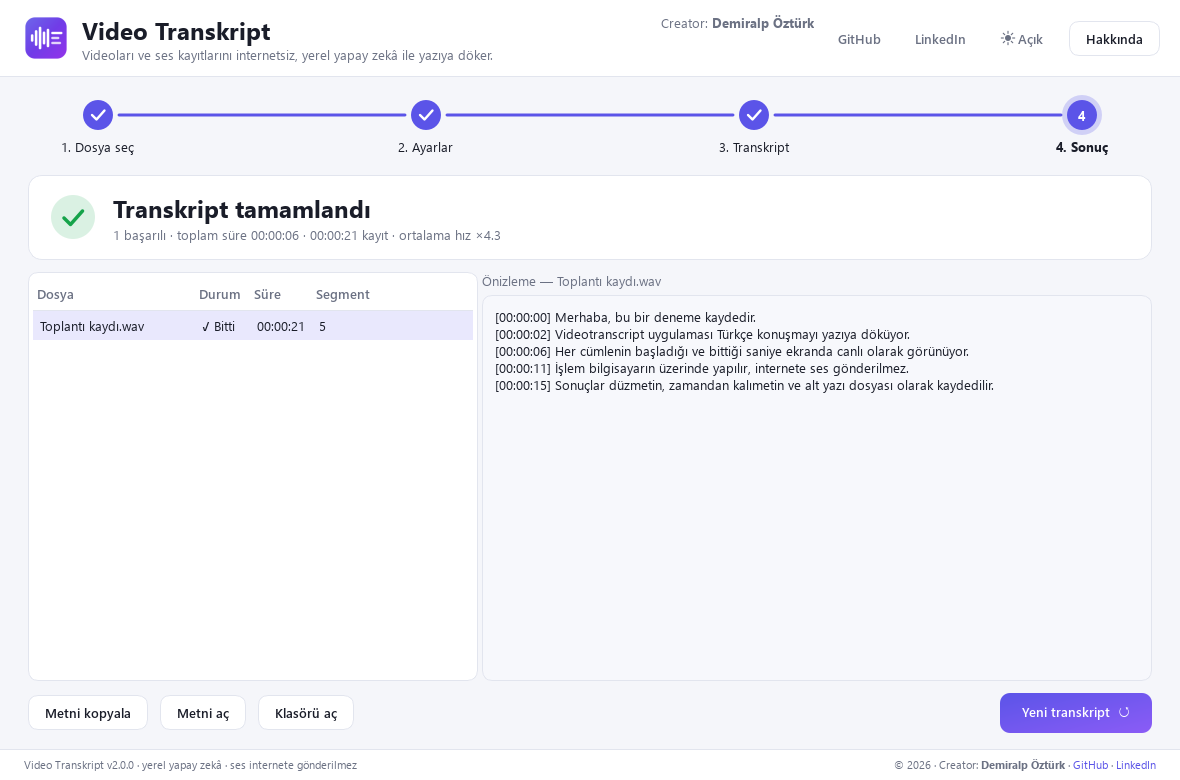 Video Transkript
Videoları ve ses kayıtlarını internetsiz, yerel yapay zekâ ile yazıya döker.
Creator: Demiralp Öztürk
GitHub
LinkedIn
Açık
Hakkında
4
1. Dosya seç
2. Ayarlar
3. Transkript
4. Sonuç
Transkript tamamlandı
1 başarılı · toplam süre 00:00:06 · 00:00:21 kayıt · ortalama hız ×4.3
Dosya Durum Süre Segment
Toplantı kaydı.wav ✓ Bitti 00:00:21 5
Önizleme — Toplantı kaydı.wav
[00:00:00] Merhaba, bu bir deneme kaydedir.
[00:00:02] Videotranscript uygulaması Türkçe konuşmayı yazıya döküyor.
[00:00:06] Her cümlenin başladığı ve bittiği saniye ekranda canlı olarak görünüyor.
[00:00:11] İşlem bilgisayarın üzerinde yapılır, internete ses gönderilmez.
[00:00:15] Sonuçlar düzmetin, zamandan kalımetin ve alt yazı dosyası olarak kaydedilir.
Metni kopyala
Metni aç
Klasörü aç
Yeni transkript
Video Transkript v2.0.0 · yerel yapay zekâ · ses internete gönderilmez
© 2026 · Creator: Demiralp Öztürk · GitHub · LinkedIn